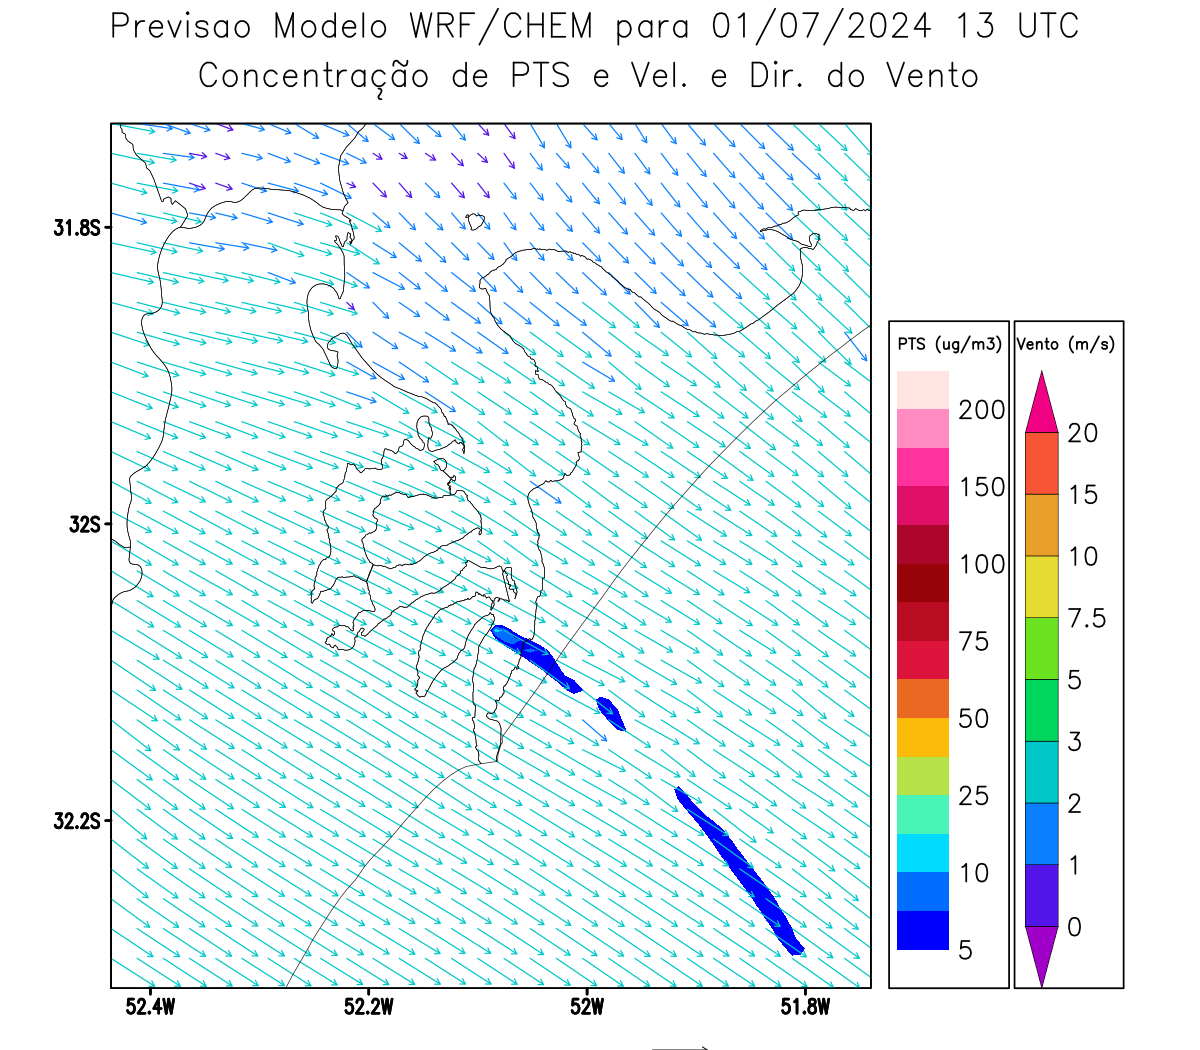 Previsao Modelo WRF/CHEM para 01/07/2024 13 UTC
Concentração de PTS e Vel. e Dir. do Vento
31.8S
32S
32.2S
52.4W
52.2W
52W
51.8W
PTS (ug/m3)
200
150
100
75
50
25
10
5
Vento (m/s)
20
15
10
7.5
5
3
2
1
0